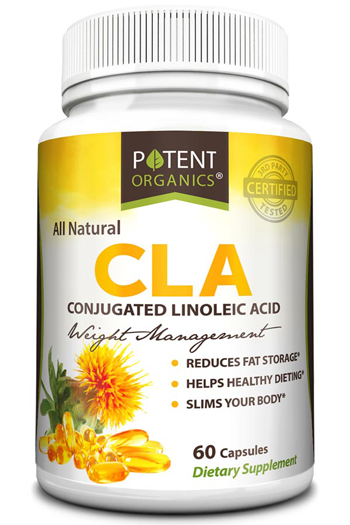 POTENT
ORGANICS®
3RD PARTY
CERTIFIED
TESTED
All Natural
CLA
CONJUGATED LINOLEIC ACID
Weight Management
• REDUCES FAT STORAGE*
• HELPS HEALTHY DIETING*
• SLIMS YOUR BODY*
60 Capsules
Dietary Supplement